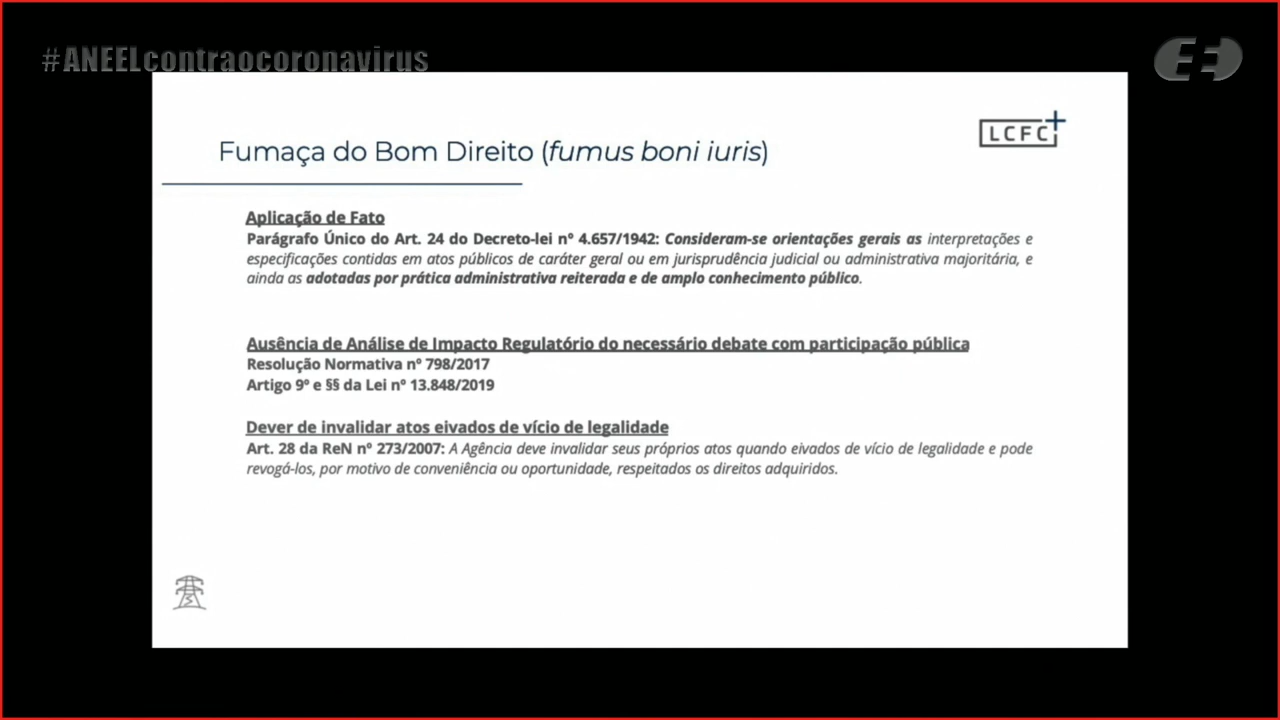 #ANEELcontraocoronavirus
LCFC+
Fumaça do Bom Direito (fumus boni iuris)
Aplicação de Fato
Parágrafo Único do Art. 24 do Decreto-lei nº 4.657/1942: Consideram-se orientações gerais as interpretações e
especificações contidas em atos públicos de caráter geral ou em jurisprudência judicial ou administrativa majoritária, e
ainda as adotadas por prática administrativa reiterada e de amplo conhecimento público.
Ausência de Análise de Impacto Regulatório do necessário debate com participação pública
Resolução Normativa nº 798/2017
Artigo 9º e §§ da Lei nº 13.848/2019
Dever de invalidar atos eivados de vício de legalidade
Art. 28 da ReN nº 273/2007: A Agência deve invalidar seus próprios atos quando eivados de vício de legalidade e pode
revogá-los, por motivo de conveniência ou oportunidade, respeitados os direitos adquiridos.